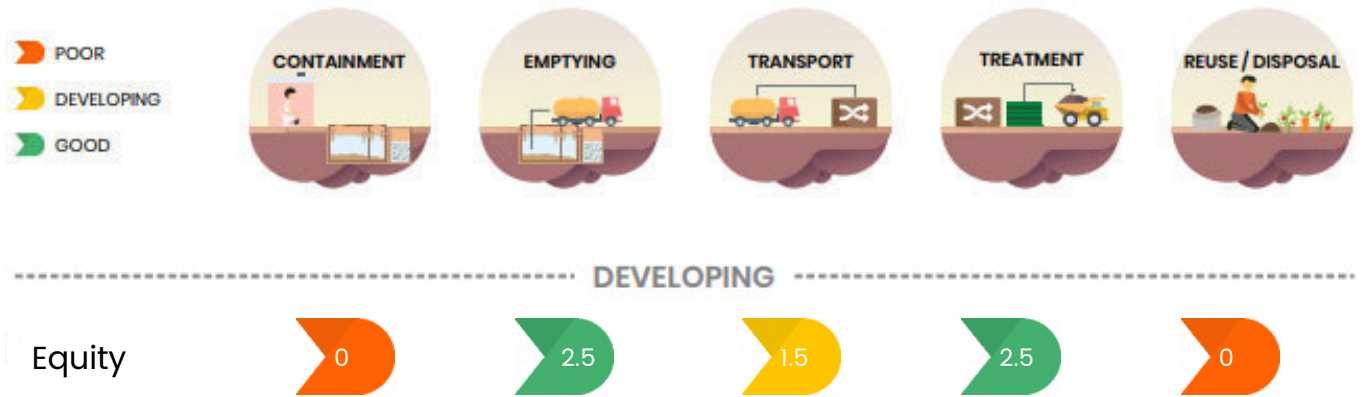 POOR
DEVELOPING
GOOD
CONTAINMENT
EMPTYING
TRANSPORT
TREATMENT
REUSE / DISPOSAL
DEVELOPING
Equity 0 2.5 1.5 2.5 0